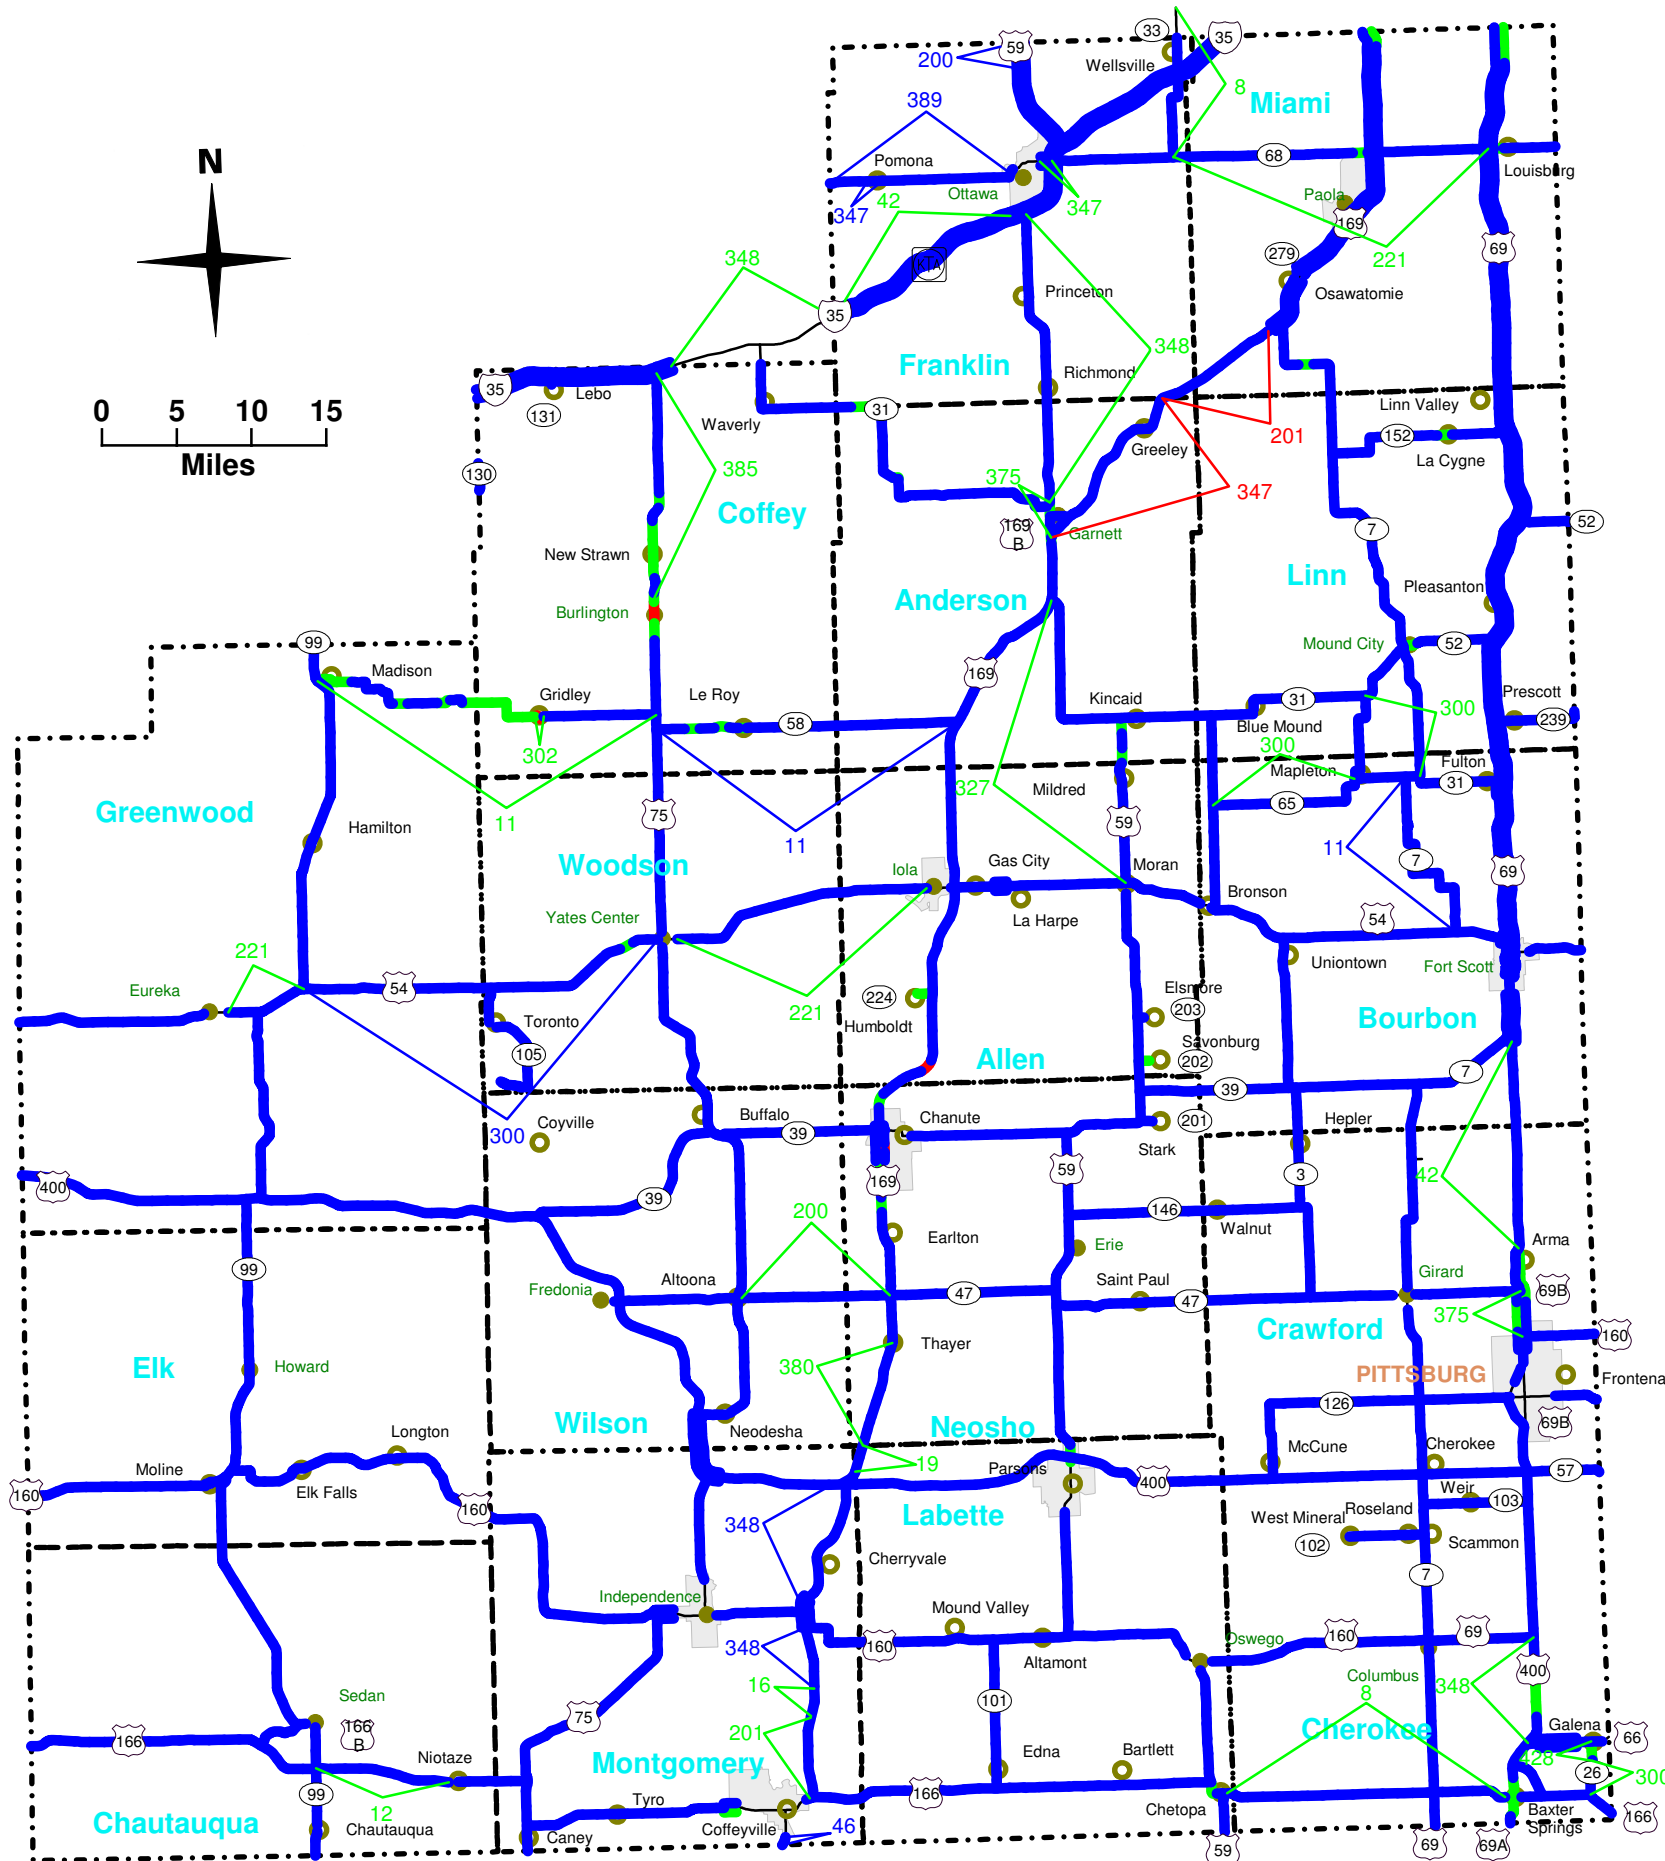 33
35
59
200
Wellsville
8
Miami
389
Pomona
68
Louisburg
Ottawa
Paola
347
42
347
169
221
69
N
348
279
KTA
Osawatomie
Princeton
35
348
Franklin
Richmond
35
Lebo
131
0 5 10 15
Miles
Waverly
31
Linn Valley
152
La Cygne
201
Greeley
130
385
375
347
Coffey
169
B
Garnett
52
7
New Strawn
Linn
Pleasanton
Burlington
Anderson
99
Madison
Mound City
52
169
Gridley
Le Roy
58
Kincaid
31
Prescott
239
Blue Mound
300
302
300
Mapleton
Fulton
31
327
Mildred
65
Greenwood
11
75
59
Hamilton
11
11
Woodson
Iola
Gas City
Moran
7
69
La Harpe
Bronson
Yates Center
54
221
Uniontown
Fort Scott
Eureka
54
224
Elsmore
203
Toronto
221
Humboldt
Bourbon
105
Allen
Savonburg
202
7
39
300
Coyville
Buffalo
39
Chanute
201
Hepler
Stark
400
39
169
59
3
42
200
146
Walnut
Earlton
Erie
Arma
99
Fredonia
Altoona
47
Saint Paul
47
Girard
69B
375
Crawford
160
Elk
Howard
380
Thayer
PITTSBURG
Frontena
126
Wilson
Neodesha
Neosho
69B
Longton
McCune
Cherokee
Moline
Elk Falls
19
Parsons
400
57
160
160
Weir
103
348
Labette
West Mineral
Roseland
102
Scammon
Cherryvale
7
Independence
Mound Valley
348
160
Altamont
Oswego
160
69
16
101
Columbus
8
348
400
Sedan
166
B
75
201
Cherokee
Galena
66
166
Niotaze
Montgomery
Edna
Bartlett
428
26
300
99
12
Tyro
166
Chetopa
Baxter
Springs
166
Chautauqua
Chautauqua
Caney
Coffeyville
46
59
69
69A